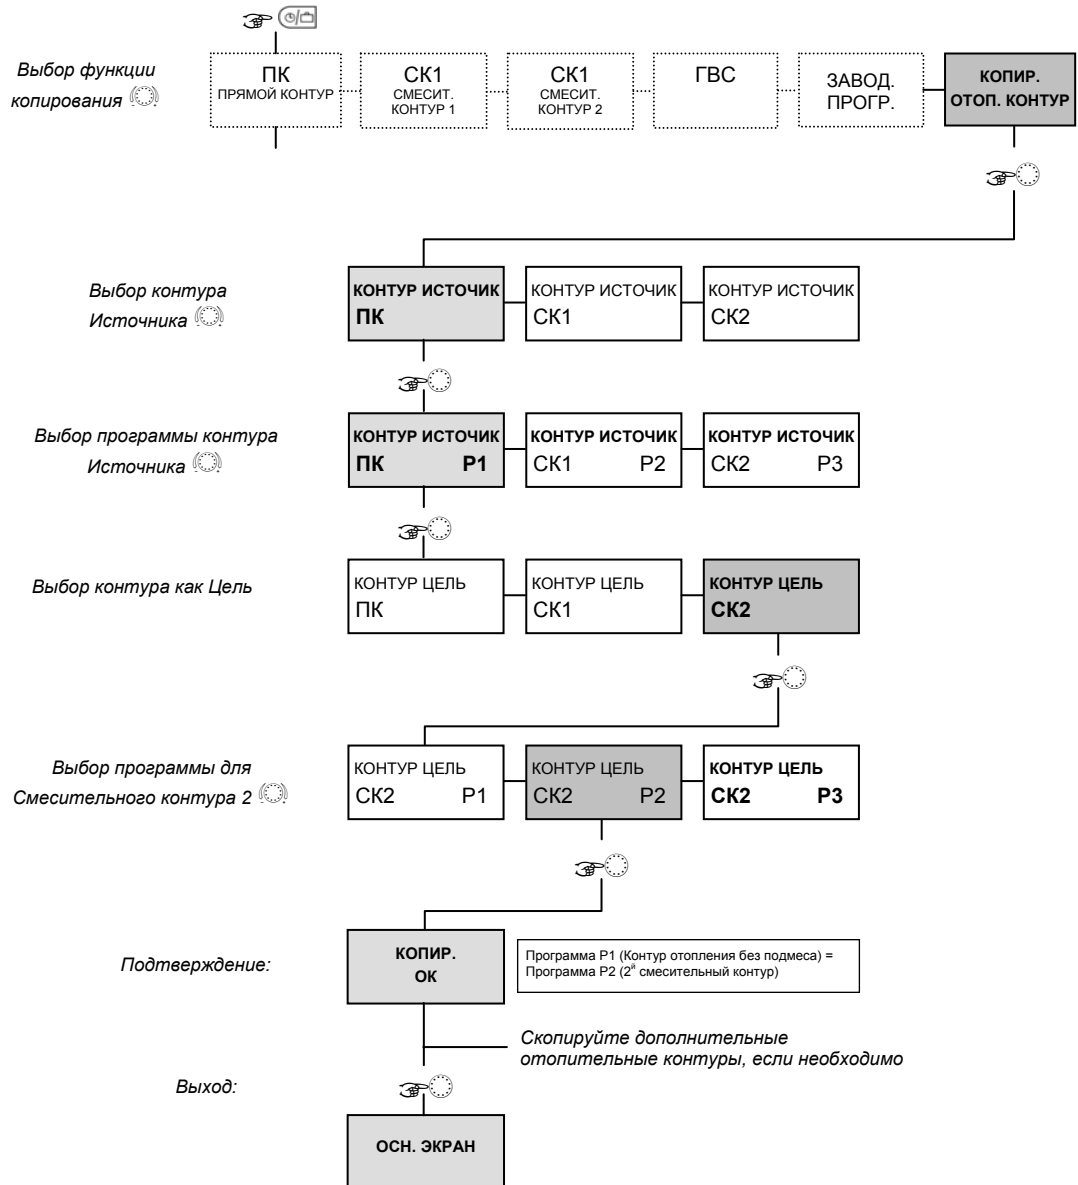 Выбор функции
копирования
ПК
ПРЯМОЙ КОНТУР
СК1
СМЕСИТ.
КОНТУР 1
СК1
СМЕСИТ.
КОНТУР 2
ГВС
ЗАВОД.
ПРОГР.
КОПИР.
ОТОП. КОНТУР
Выбор контура
Источника
КОНТУР ИСТОЧИК
ПК
КОНТУР ИСТОЧИК
СК1
КОНТУР ИСТОЧИК
СК2
Выбор программы контура
Источника
КОНТУР ИСТОЧИК
ПК P1
КОНТУР ИСТОЧИК
СК1 P2
КОНТУР ИСТОЧИК
СК2 P3
Выбор контура как Цель
КОНТУР ЦЕЛЬ
ПК
КОНТУР ЦЕЛЬ
СК1
КОНТУР ЦЕЛЬ
СК2
Выбор программы для
Смесительного контура 2
КОНТУР ЦЕЛЬ
СК2 P1
КОНТУР ЦЕЛЬ
СК2 P2
КОНТУР ЦЕЛЬ
СК2 P3
Подтверждение:
КОПИР.
ОК
Программа P1 (Контур отопления без подмеса) =
Программа P2 (2й смесительный контур)
Скопируйте дополнительные
отопительные контуры, если необходимо
Выход:
ОСН. ЭКРАН